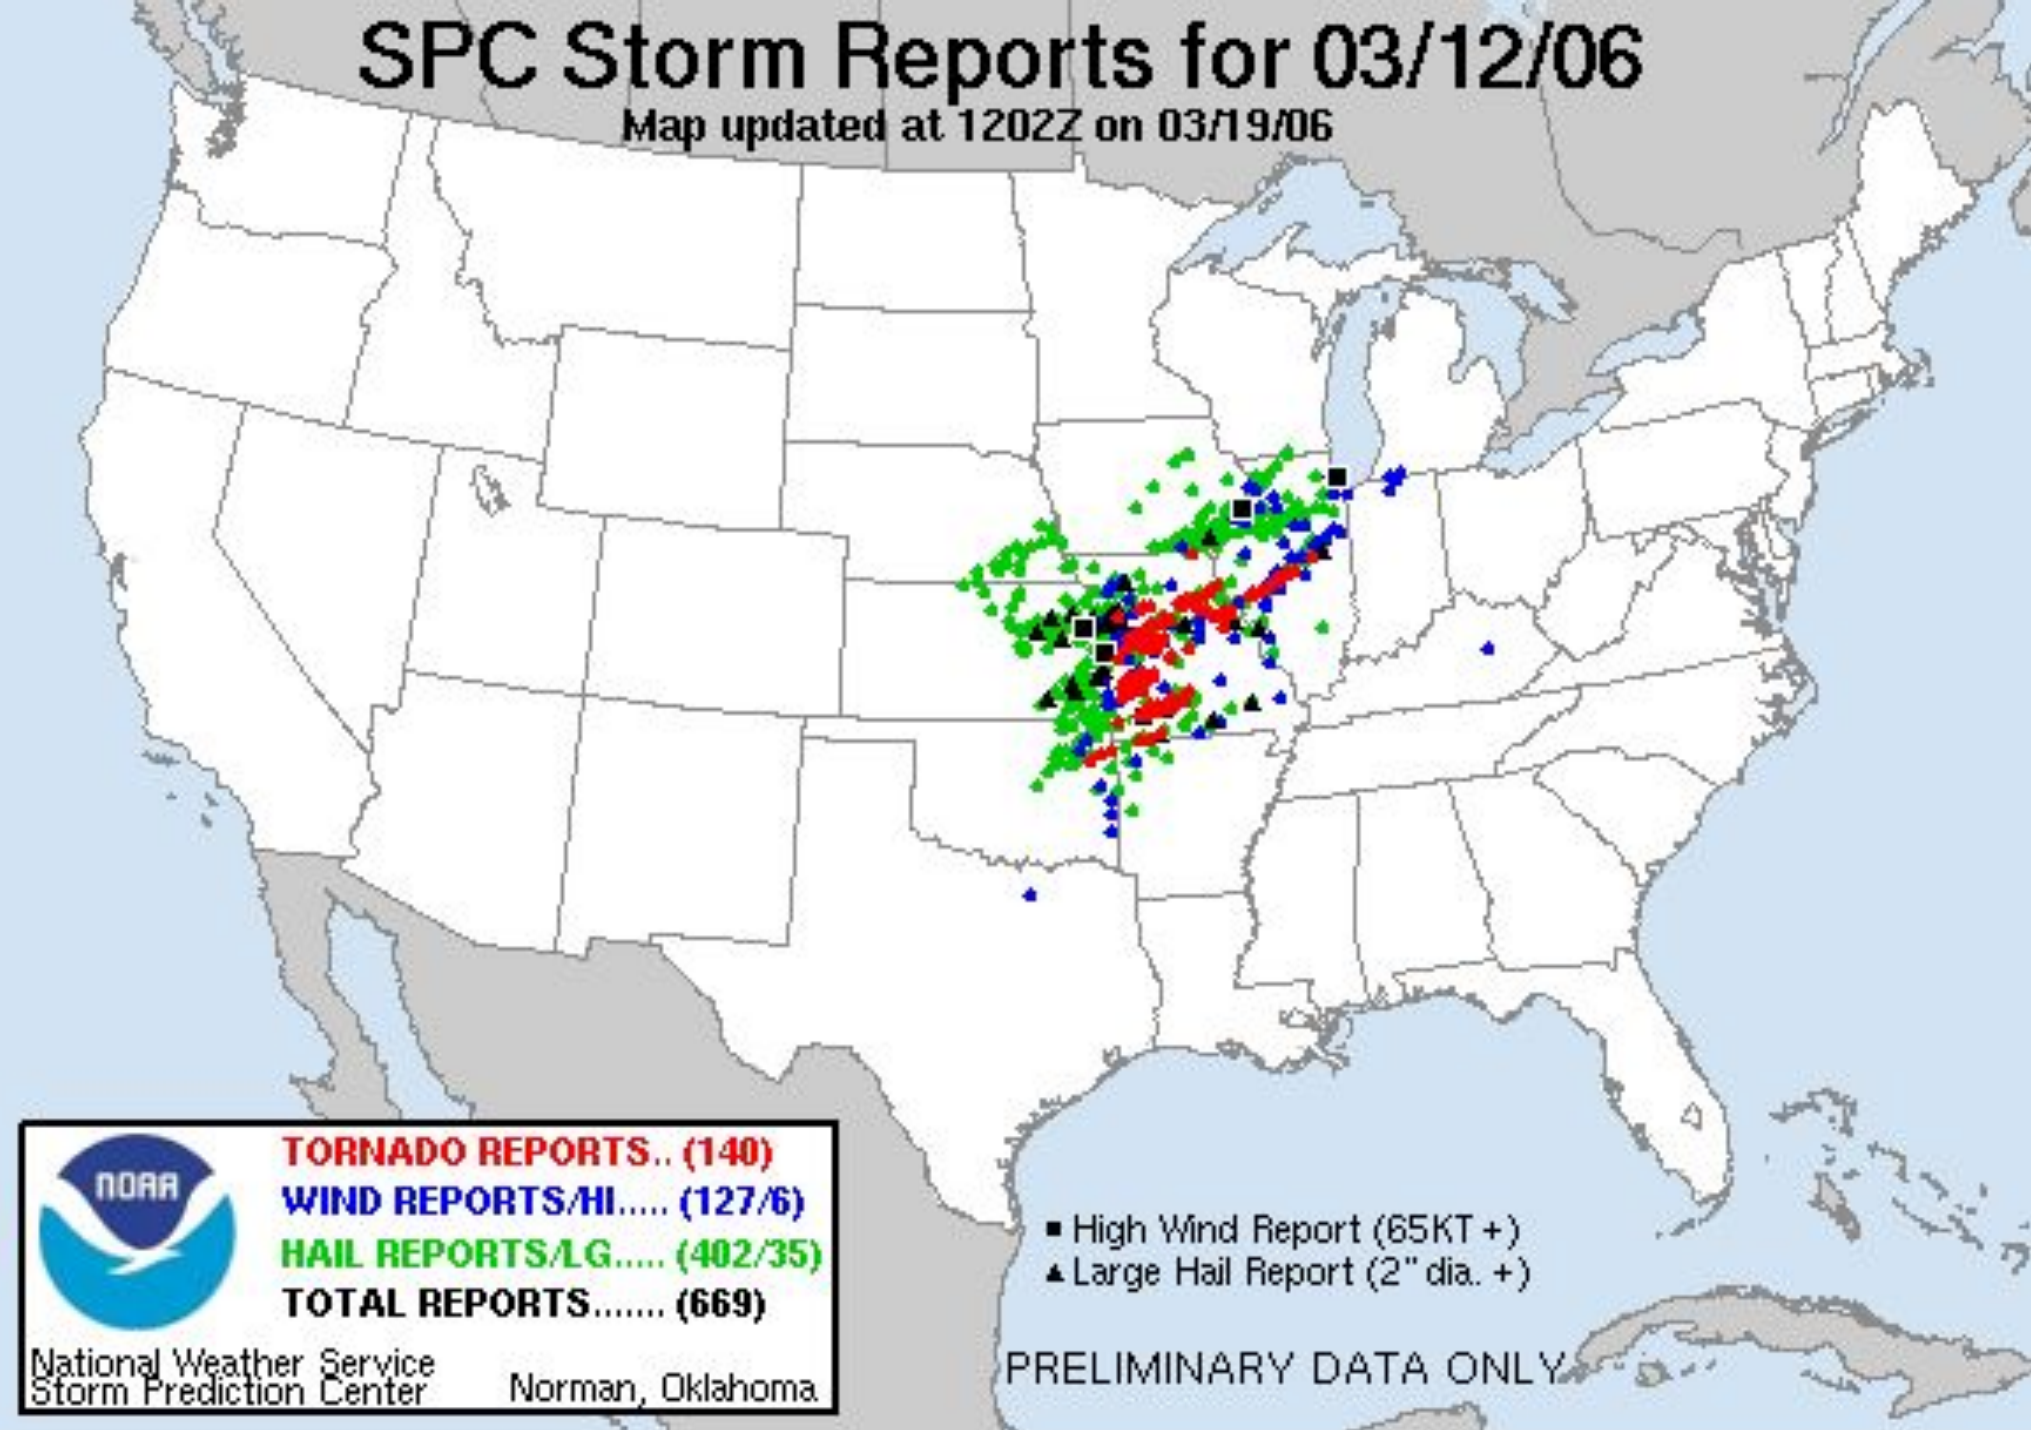 SPC Storm Reports for 03/12/06
Map updated at 1202Z on 03/19/06
NOAA
TORNADO REPORTS.. (140)
WIND REPORTS/HI..... (127/6)
HAIL REPORTS/LG..... (402/35)
TOTAL REPORTS....... (669)
National Weather Service
Storm Prediction Center Norman, Oklahoma
High Wind Report (65KT +)
Large Hail Report (2" dia. +)
PRELIMINARY DATA ONLY